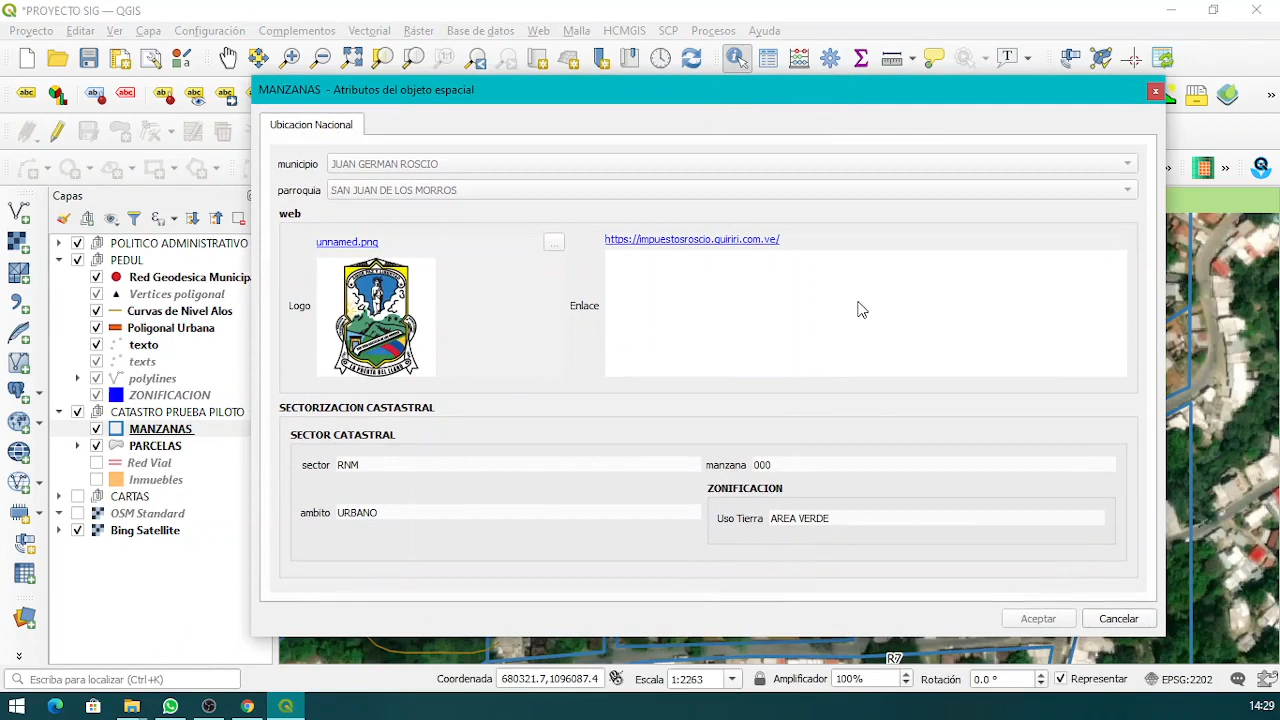 *PROYECTO SIG — QGIS
Proyecto Editar Ver Capa Configuración Complementos Vectorial Ráster Base de datos Web Malla HCMGIS SCP Procesos Ayuda
MANZANAS - Atributos del objeto espacial
Ubicacion Nacional
municipio JUAN GERMAN ROSCIO
parroquia SAN JUAN DE LOS MORROS
web
unnamed.png
...
https://impuestosroscio.quiriri.com.ve/
Logo
Enlace
LA PUERTA DEL LLANO
SECTORIZACION CASTASTRAL
SECTOR CATASTRAL
sector RNM
manzana 000
ZONIFICACION
ambito URBANO
Uso Tierra AREA VERDE
Aceptar
Cancelar
Capas
POLITICO ADMINISTRATIVO
PEDUL
Red Geodesica Municipa
Vertices poligonal
Curvas de Nivel Alos
Poligonal Urbana
texto
texts
polylines
ZONIFICACION
CATASTRO PRUEBA PILOTO
MANZANAS
PARCELAS
Red Vial
Inmuebles
CARTAS
OSM Standard
Bing Satellite
R7
Escriba para localizar (Ctrl+K)
Coordenada 680321.7,1096087.4
Escala 1:2263
Amplificador 100%
Rotación 0.0 °
Representar
EPSG:2202
14:29